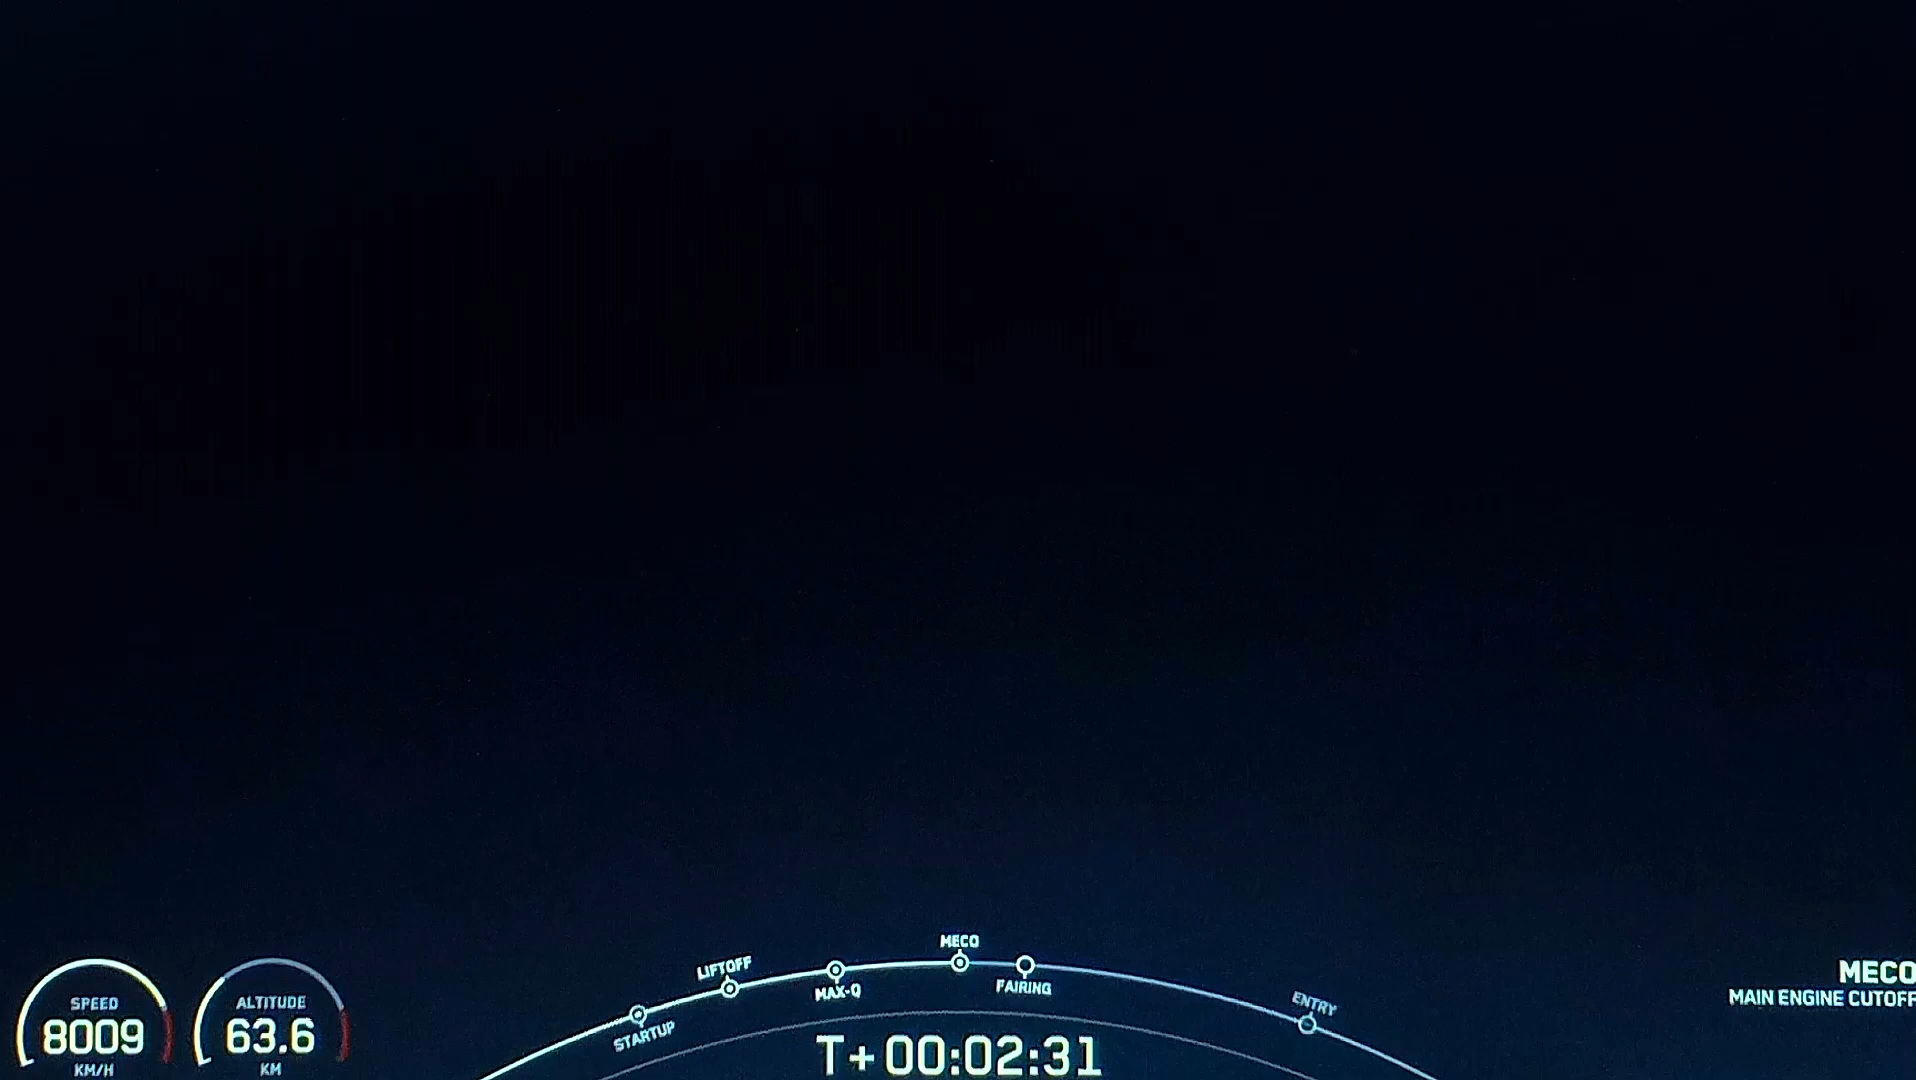 MECO
LIFTOFF
MAX-Q
FAIRING
STARTUP
ENTRY
SPEED
8009
KM/H
ALTITUDE
63.6
KM
T+00:02:31
MECO
MAIN ENGINE CUTOFF